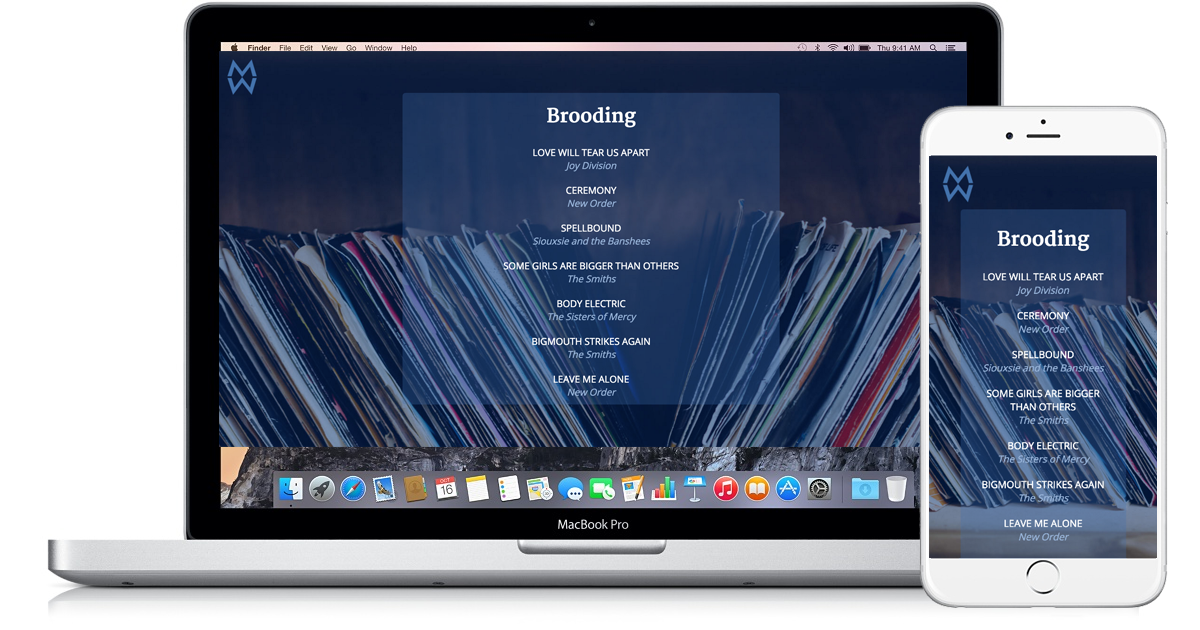 Finder File Edit View Go Window Help Thu 9:41 AM
MW
Brooding
LOVE WILL TEAR US APART
Joy Division
CEREMONY
New Order
SPELLBOUND
Siouxsie and the Banshees
SOME GIRLS ARE BIGGER THAN OTHERS
The Smiths
BODY ELECTRIC
The Sisters of Mercy
BIGMOUTH STRIKES AGAIN
The Smiths
LEAVE ME ALONE
New Order
OCT
16
MacBook Pro
MW
Brooding
LOVE WILL TEAR US APART
Joy Division
CEREMONY
New Order
SPELLBOUND
Siouxsie and the Banshees
SOME GIRLS ARE BIGGER
THAN OTHERS
The Smiths
BODY ELECTRIC
The Sisters of Mercy
BIGMOUTH STRIKES AGAIN
The Smiths
LEAVE ME ALONE
New Order